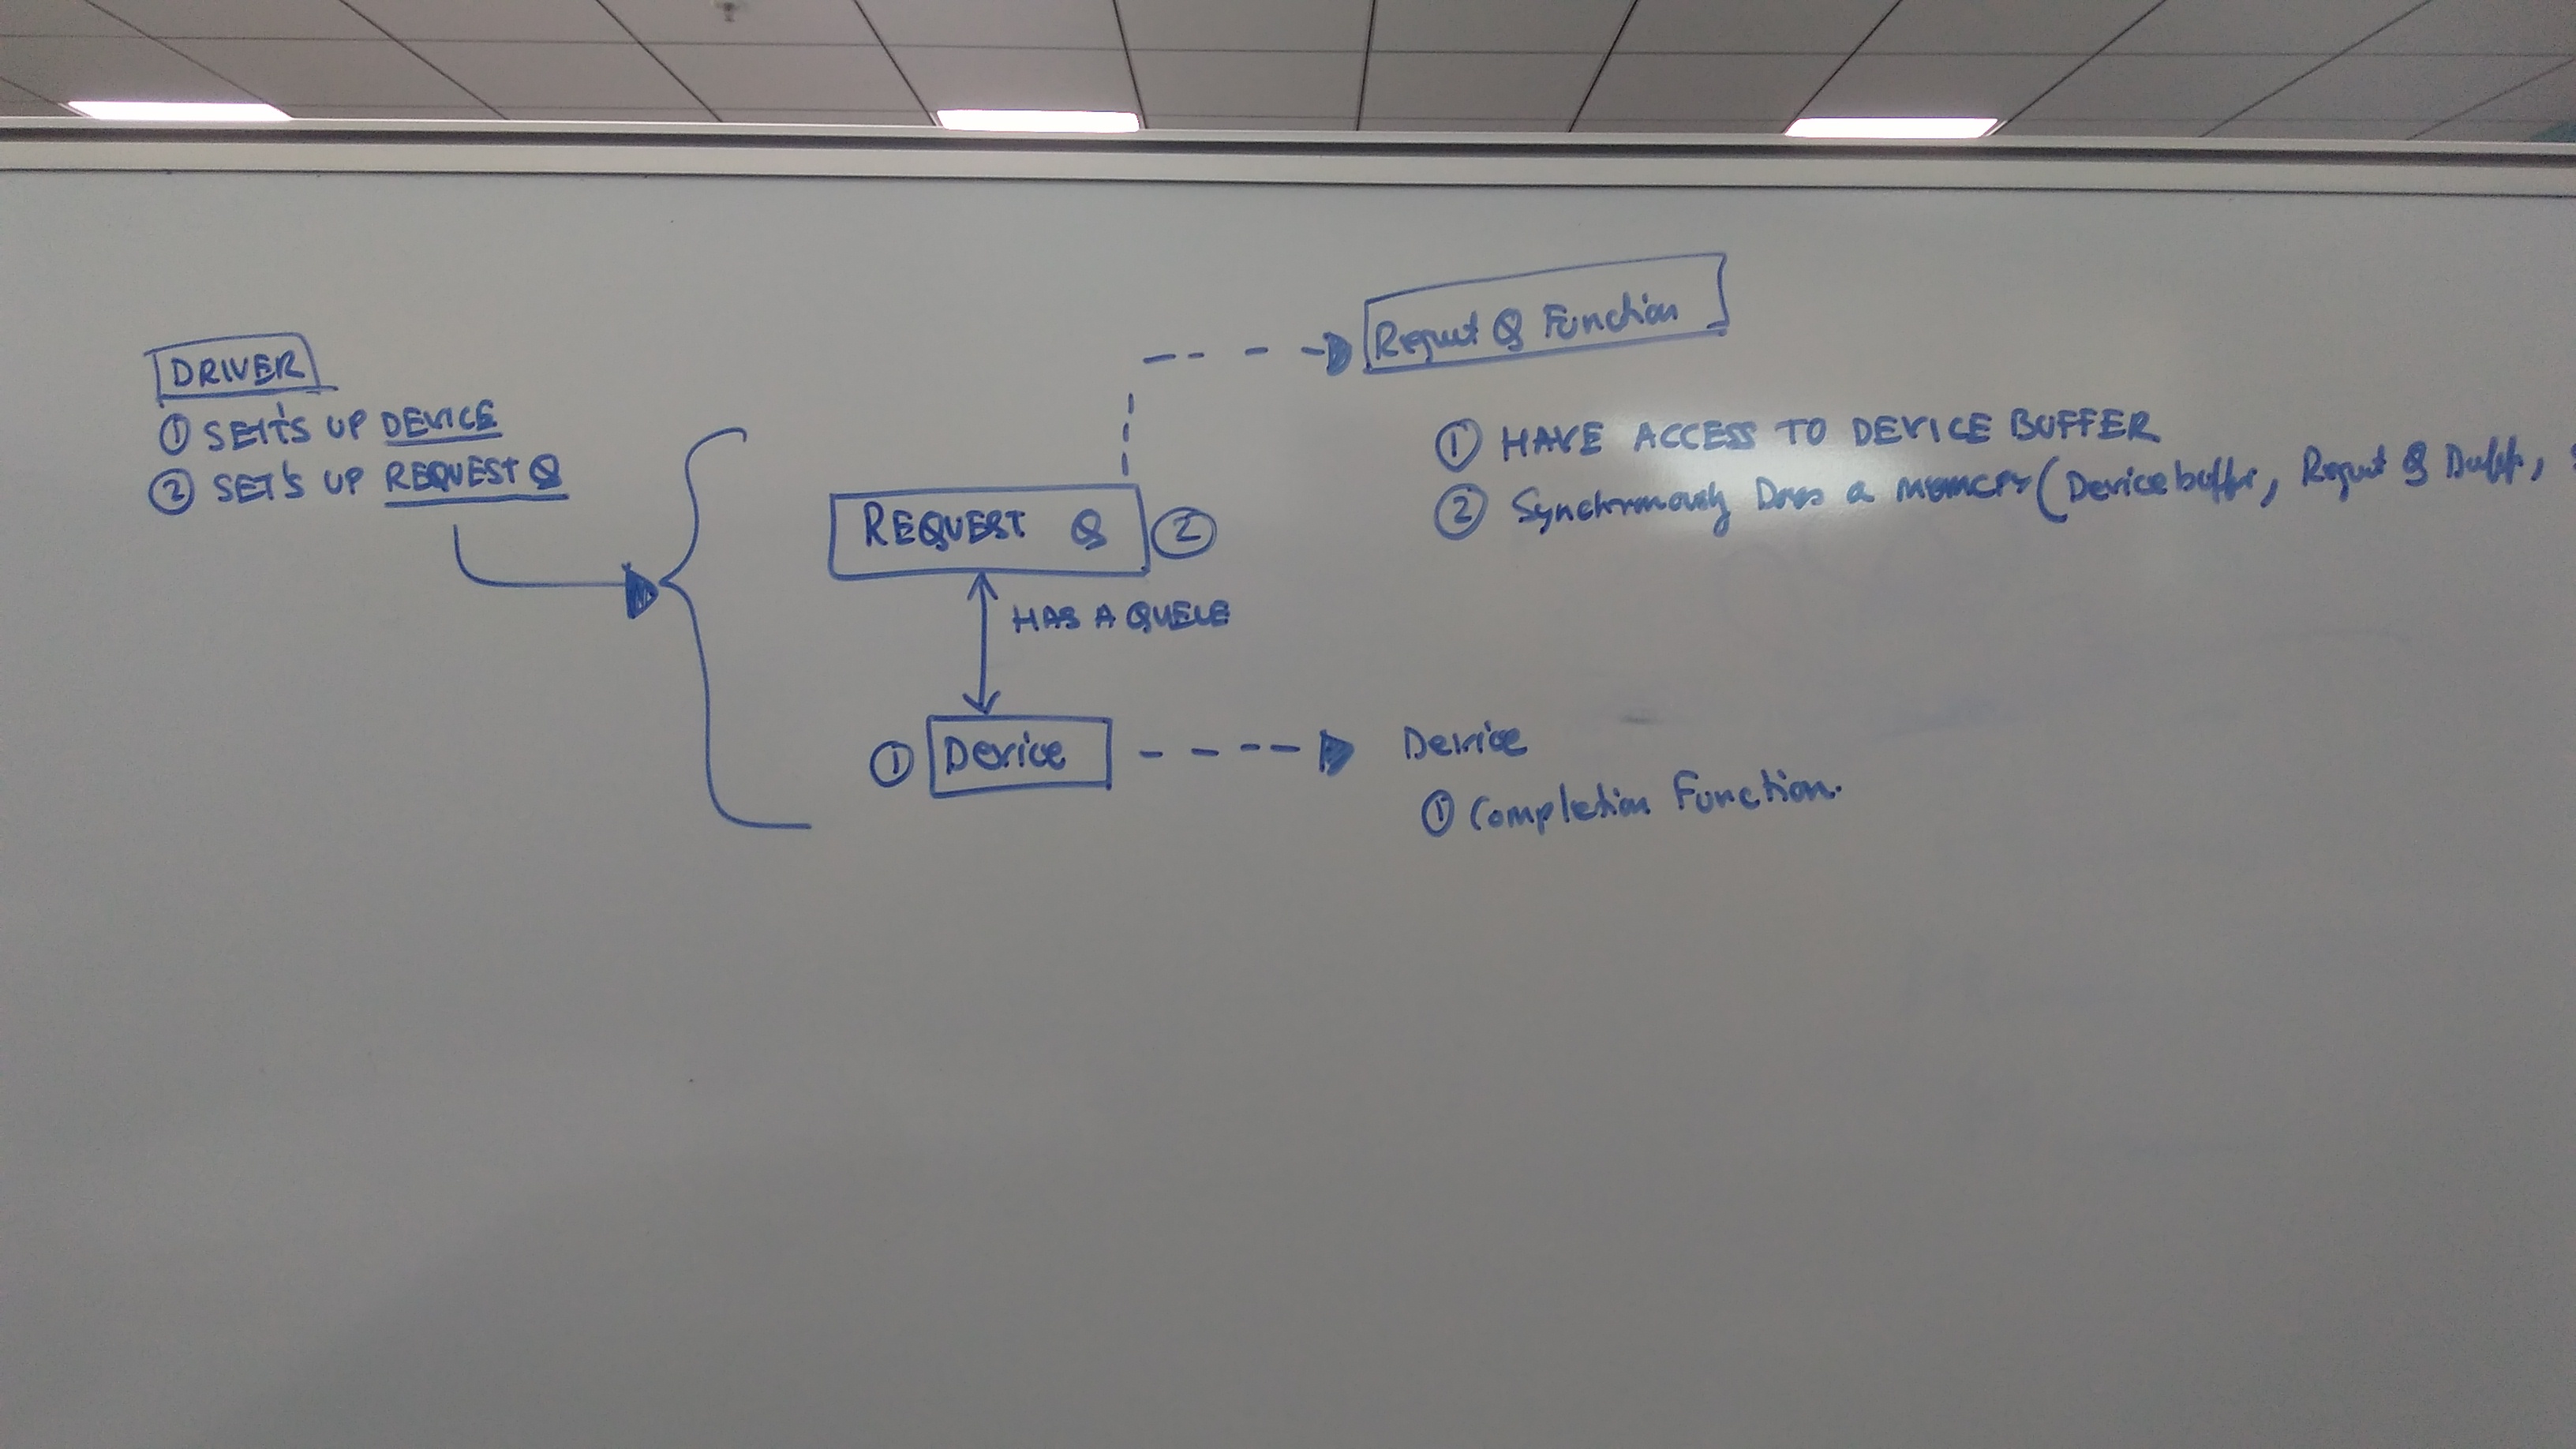 DRIVER
① SET'S UP DEVICE
② SET'S UP REQUEST Q
Request Q Function
① HAVE ACCESS TO DEVICE BUFFER
② Synchronously Does a memcpy (Device buffer, Request Q Buffer,
REQUEST Q ②
HAS A QUEUE
① Device
Device
① Completion Function.